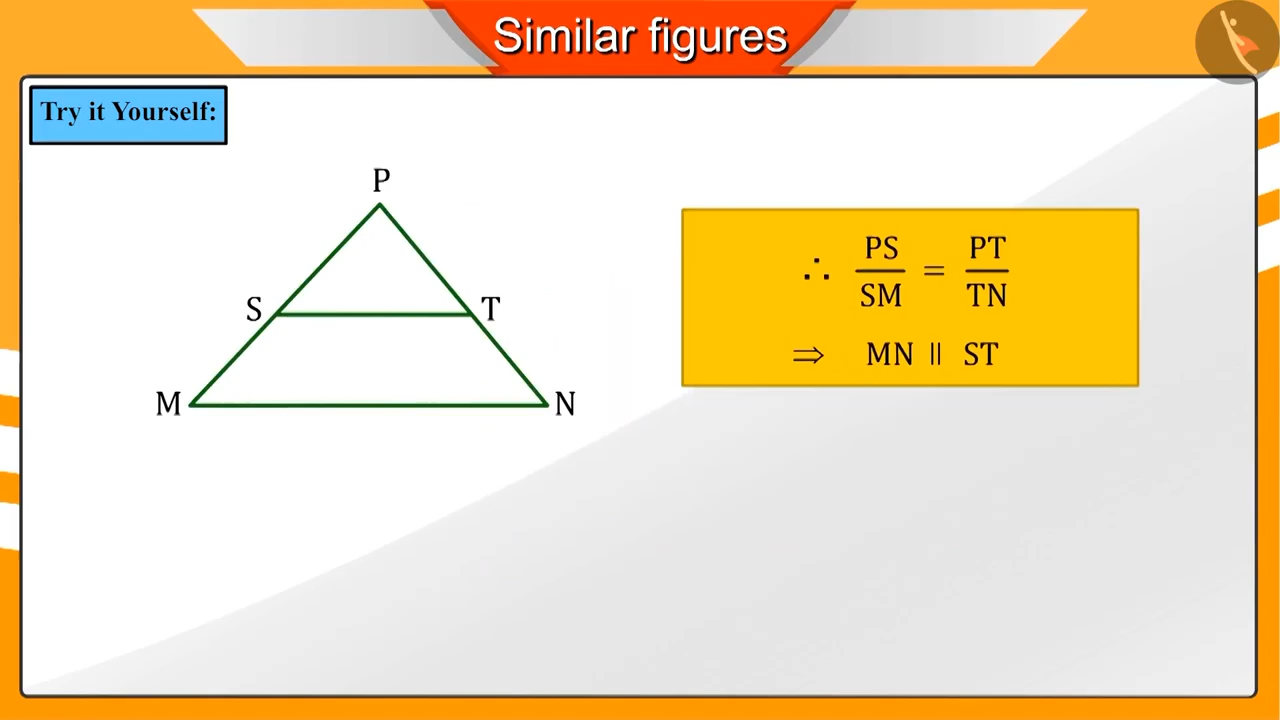 Similar figures
Try it Yourself:
P
S
T
M
N
∴ PS/SM = PT/TN
⇒ MN || ST